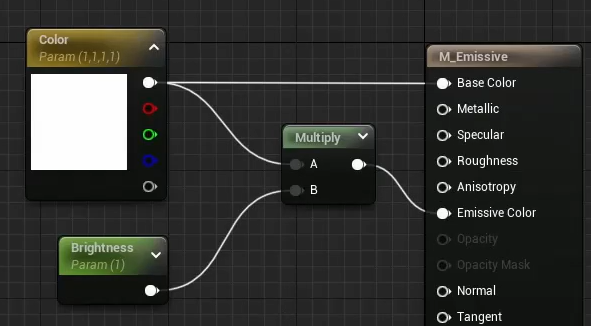 Color
Param (1,1,1,1)
M_Emissive
Base Color
Metallic
Specular
Multiply
A
Roughness
B
Anisotropy
Emissive Color
Brightness
Param (1)
Opacity
Opacity Mask
Normal
Tangent